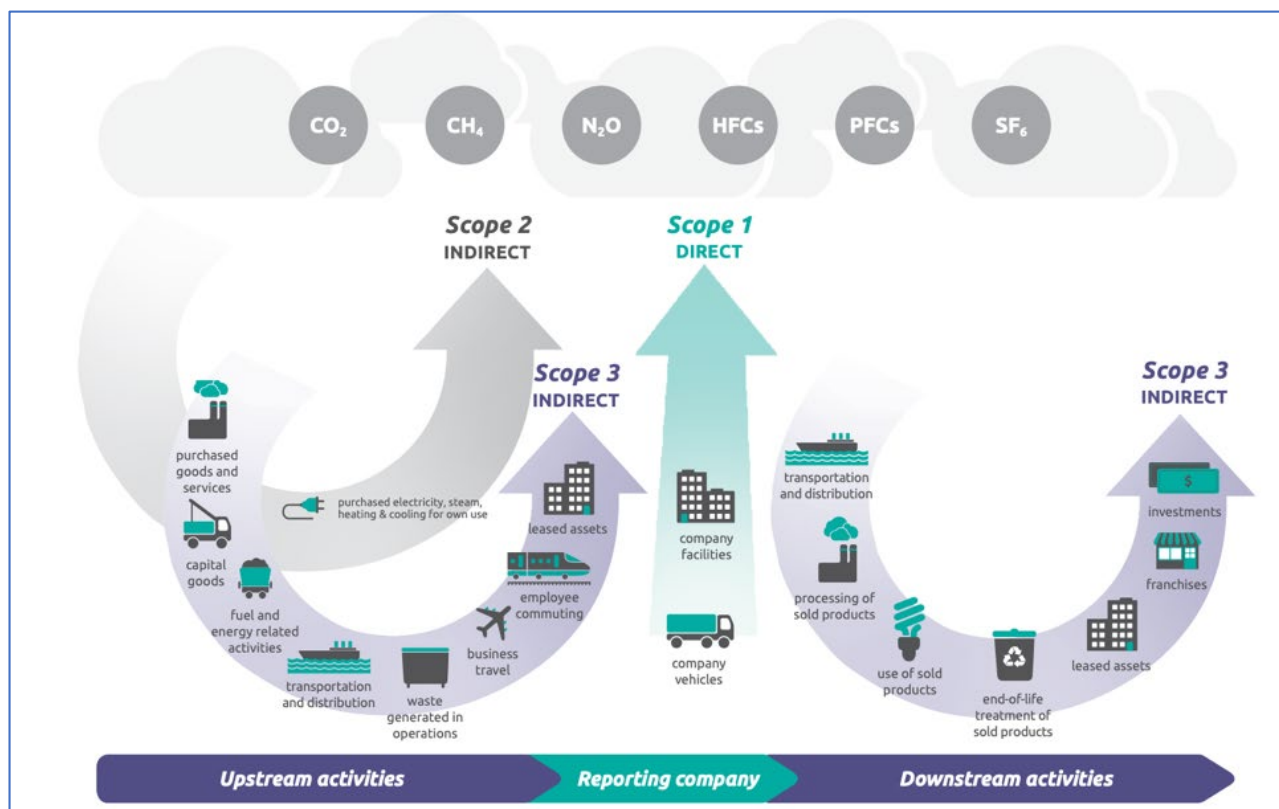 CO₂
CH₄
N₂O
HFCs
PFCs
SF₆
Scope 2
INDIRECT
Scope 1
DIRECT
Scope 3
INDIRECT
Scope 3
INDIRECT
purchased
goods and
services
capital
goods
fuel and
energy related
activities
transportation
and distribution
waste
generated in
operations
business
travel
employee
commuting
leased assets
purchased electricity, steam,
heating & cooling for own use
company
facilities
company
vehicles
transportation
and distribution
processing of
sold products
use of sold
products
end-of-life
treatment of
sold products
leased assets
franchises
$
investments
Upstream activities
Reporting company
Downstream activities